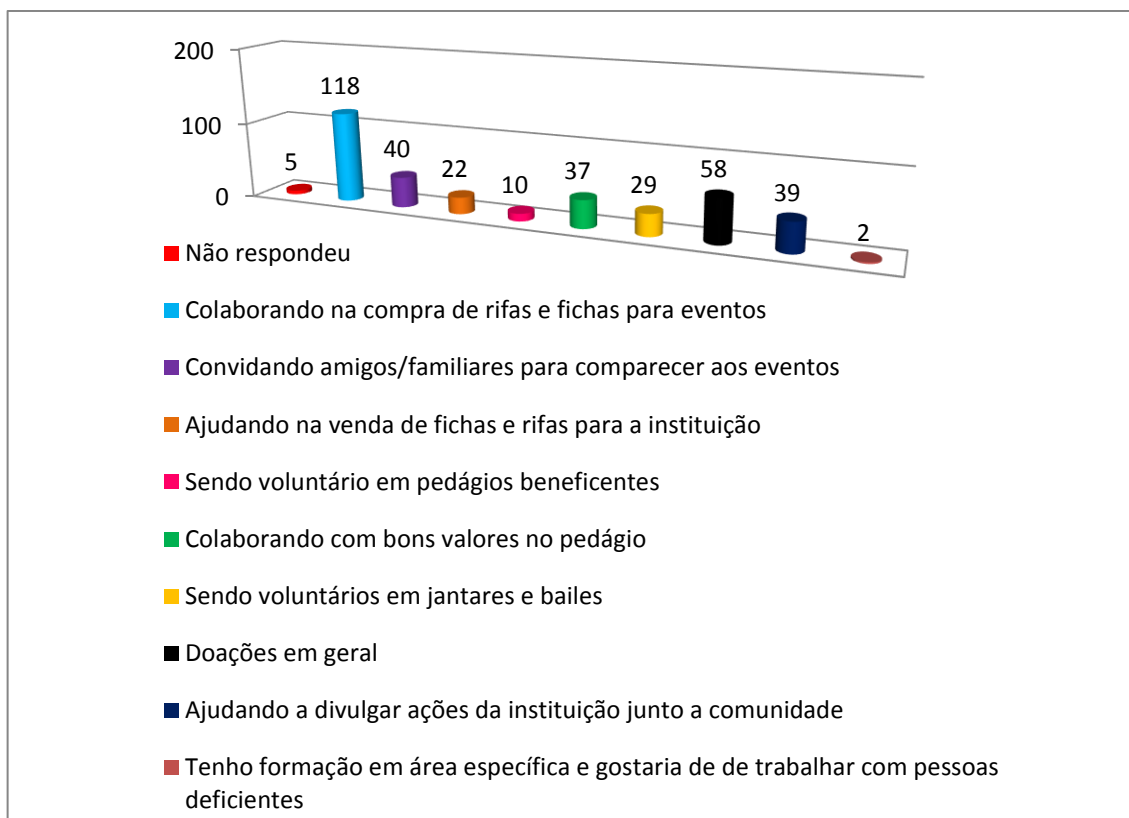 200
100
0
5
118
40
22
10
37
29
58
39
2
Não respondeu
Colaborando na compra de rifas e fichas para eventos
Convidando amigos/familiares para comparecer aos eventos
Ajudando na venda de fichas e rifas para a instituição
Sendo voluntário em pedágios beneficentes
Colaborando com bons valores no pedágio
Sendo voluntários em jantares e bailes
Doações em geral
Ajudando a divulgar ações da instituição junto a comunidade
Tenho formação em área específica e gostaria de de trabalhar com pessoas
deficientes